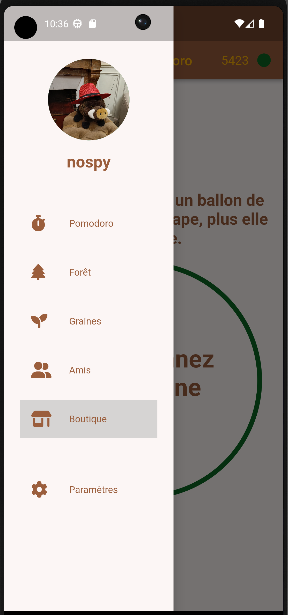 10:36
oro
5423
nospy
un ballon de
Pomodoro
ape, plus elle
e.
Forêt
Graines
nez
Amis
ne
Boutique
Paramètres